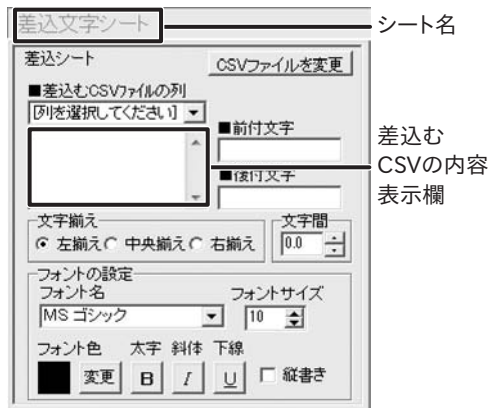 差込文字シート
シート名
差込シート
CSVファイルを変更
■差込むCSVファイルの列
[列を選択してください]
■前付文字
差込む
CSVの内容
表示欄
■後付文字
文字揃え
左揃え 中央揃え 右揃え
文字間
0.0
フォントの設定
フォント名
フォントサイズ
MS ゴシック
10
フォント色 太字 斜体 下線
変更 B I U 縦書き